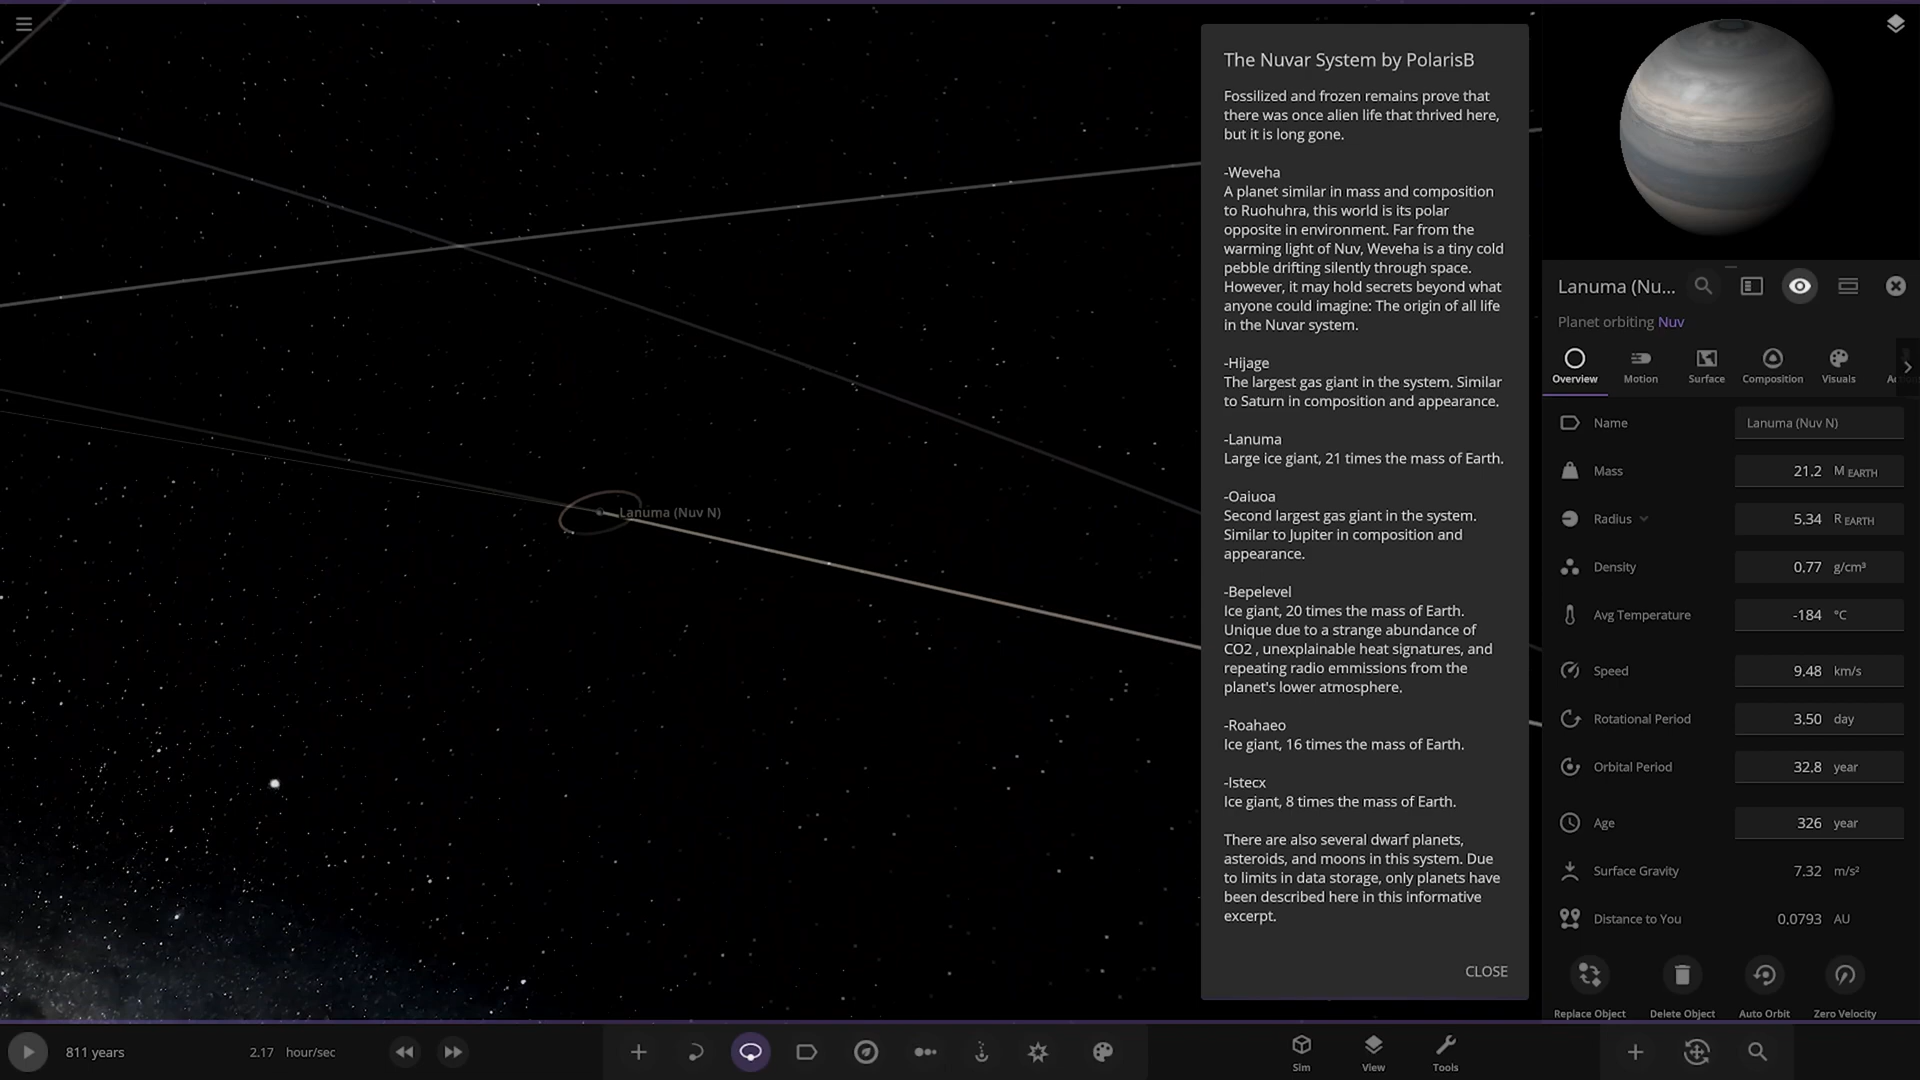 The Nuvar System by PolarisB
Fossilized and frozen remains prove that
there was once alien life that thrived here,
but it is long gone.
-Weveha
A planet similar in mass and composition
to Ruohuhra, this world is its polar
opposite in environment. Far from the
warming light of Nuv, Weveha is a tiny cold
pebble drifting silently through space.
However, it may hold secrets beyond what
anyone could imagine: The origin of all life
in the Nuvar system.
-Hijage
The largest gas giant in the system. Similar
to Saturn in composition and appearance.
-Lanuma
Large ice giant, 21 times the mass of Earth.
-Oaiuoa
Second largest gas giant in the system.
Similar to Jupiter in composition and
appearance.
-Bepelevel
Ice giant, 20 times the mass of Earth.
Unique due to a strange abundance of
CO2 , unexplainable heat signatures, and
repeating radio emmissions from the
planet's lower atmosphere.
-Roahaeo
Ice giant, 16 times the mass of Earth.
-Istecx
Ice giant, 8 times the mass of Earth.
There are also several dwarf planets,
asteroids, and moons in this system. Due
to limits in data storage, only planets have
been described here in this informative
excerpt.
CLOSE
Lanuma (Nuv N)
Lanuma (Nu...
Planet orbiting Nuv
Overview Motion Surface Composition Visuals
Name Lanuma (Nuv N)
Mass 21.2 M EARTH
Radius 5.34 R EARTH
Density 0.77 g/cm³
Avg Temperature -184 °C
Speed 9.48 km/s
Rotational Period 3.50 day
Orbital Period 32.8 year
Age 326 year
Surface Gravity 7.32 m/s²
Distance to You 0.0793 AU
Replace Object Delete Object Auto Orbit Zero Velocity
811 years 2.17 hour/sec
Sim View Tools